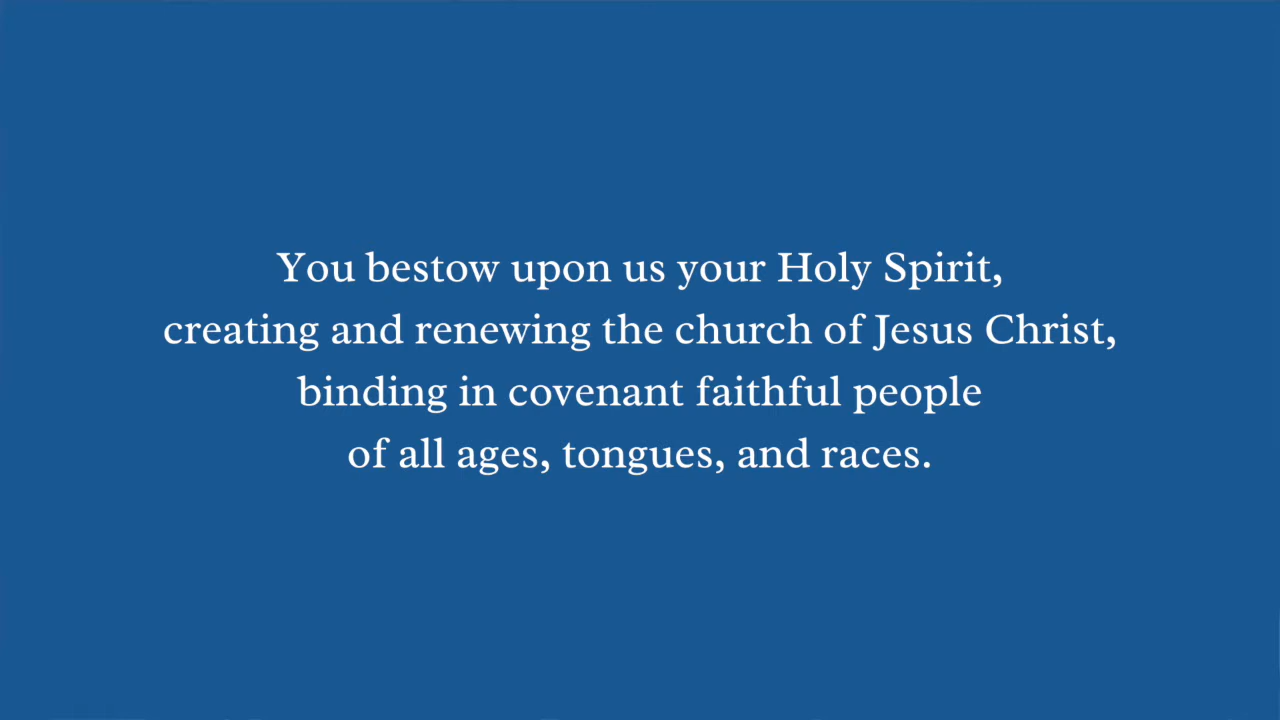 You bestow upon us your Holy Spirit,
creating and renewing the church of Jesus Christ,
binding in covenant faithful people
of all ages, tongues, and races.